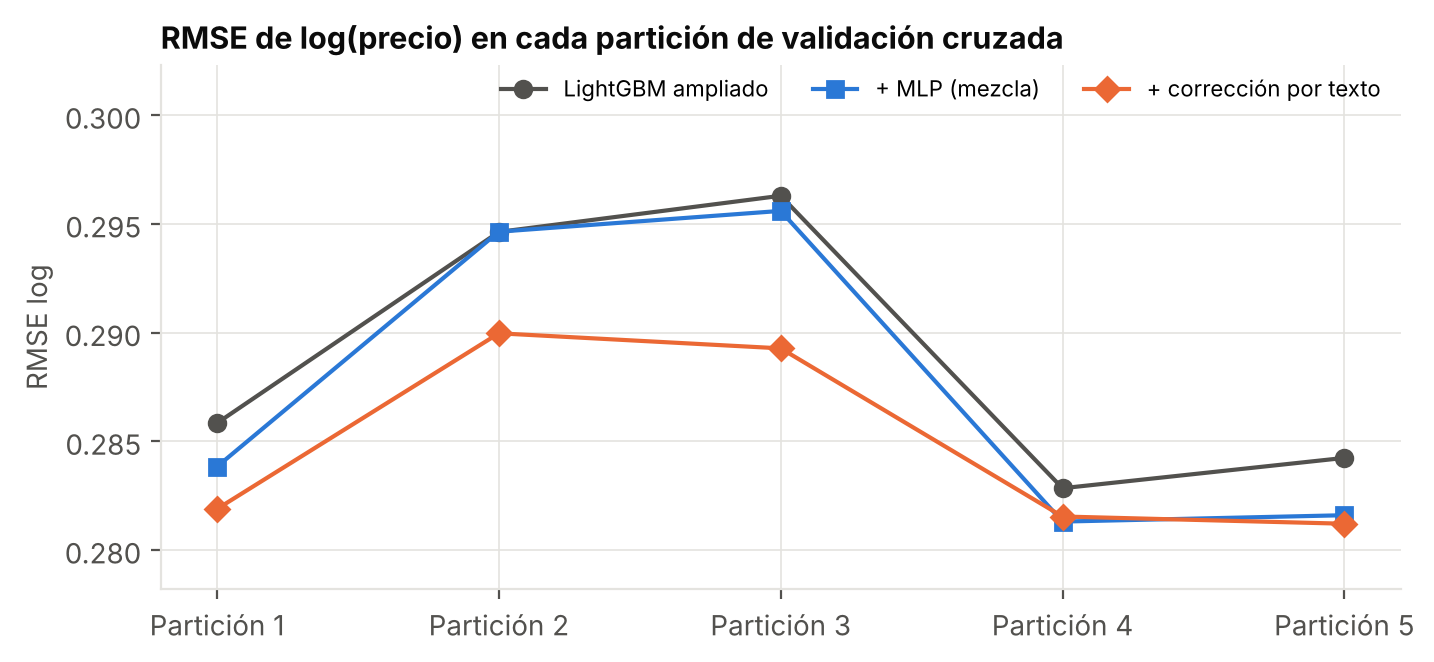 RMSE de log(precio) en cada partición de validación cruzada
LightGBM ampliado
+ MLP (mezcla)
+ corrección por texto
0.300
0.295
0.290
0.285
0.280
RMSE log
Partición 1
Partición 2
Partición 3
Partición 4
Partición 5